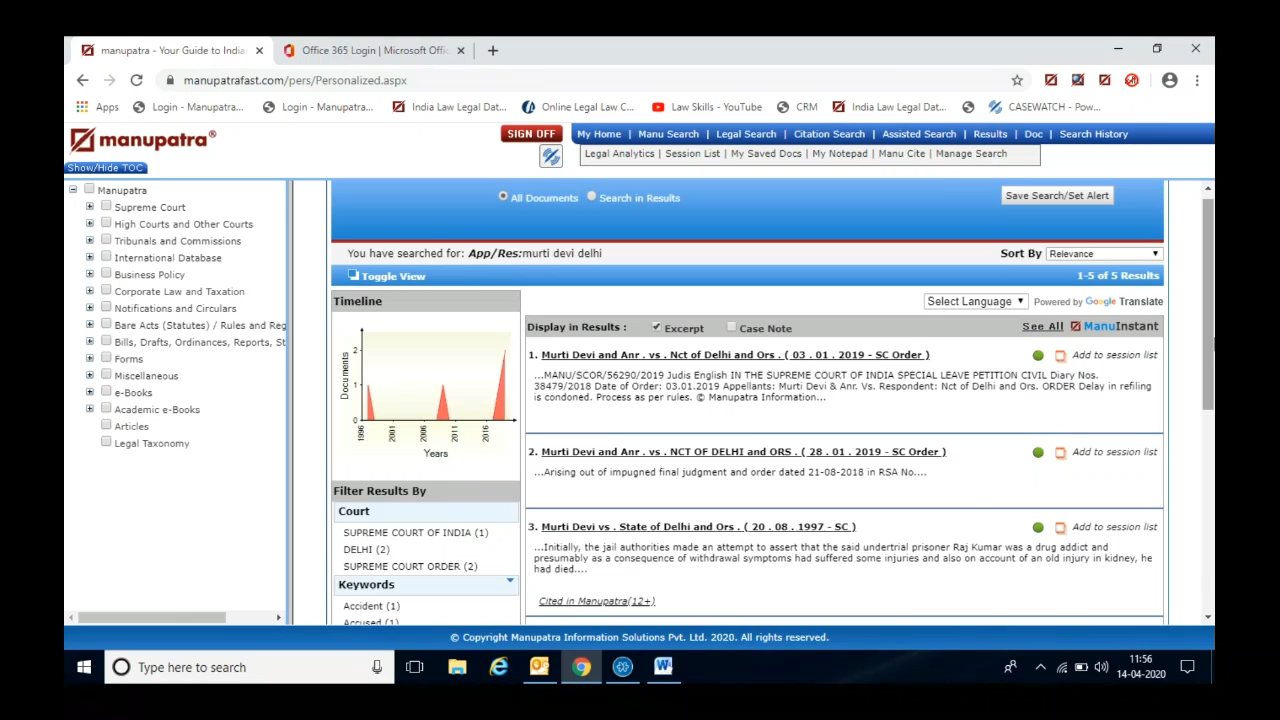 manupatra - Your Guide to India
Office 365 Login | Microsoft Offic
manupatrafast.com/pers/Personalized.aspx
Apps
Login - Manupatra...
Login - Manupatra...
India Law Legal Dat...
Online Legal Law C...
Law Skills - YouTube
CRM
India Law Legal Dat...
CASEWATCH - Pow...
manupatra®
SIGN OFF
My Home | Manu Search | Legal Search | Citation Search | Assisted Search | Results | Doc | Search History
Legal Analytics | Session List | My Saved Docs | My Notepad | Manu Cite | Manage Search
Show/Hide TOC
Manupatra
Supreme Court
High Courts and Other Courts
Tribunals and Commissions
International Database
Business Policy
Corporate Law and Taxation
Notifications and Circulars
Bare Acts (Statutes) / Rules and Reg
Bills, Drafts, Ordinances, Reports, St
Forms
Miscellaneous
e-Books
Academic e-Books
Articles
Legal Taxonomy
All Documents
Search in Results
Save Search/Set Alert
You have searched for: App/Res:murti devi delhi
Sort By
Relevance
Toggle View
1-5 of 5 Results
Timeline
Documents
2
1
0
1996
2001
2006
2011
2016
Years
Filter Results By
Court
SUPREME COURT OF INDIA (1)
DELHI (2)
SUPREME COURT ORDER (2)
Keywords
Accident (1)
Accused (1)
Select Language
Powered by Google Translate
Display in Results :
Excerpt
Case Note
See All
ManuInstant
1. Murti Devi and Anr . vs . Nct of Delhi and Ors . ( 03 . 01 . 2019 - SC Order )
Add to session list
...MANU/SCOR/56290/2019 Judis English IN THE SUPREME COURT OF INDIA SPECIAL LEAVE PETITION CIVIL Diary Nos.
38479/2018 Date of Order: 03.01.2019 Appellants: Murti Devi & Anr. Vs. Respondent: Nct of Delhi and Ors. ORDER Delay in refiling
is condoned. Process as per rules. © Manupatra Information...
2. Murti Devi and Anr . vs . NCT OF DELHI and ORS . ( 28 . 01 . 2019 - SC Order )
Add to session list
...Arising out of impugned final judgment and order dated 21-08-2018 in RSA No....
3. Murti Devi vs . State of Delhi and Ors . ( 20 . 08 . 1997 - SC )
Add to session list
...Initially, the jail authorities made an attempt to assert that the said undertrial prisoner Raj Kumar was a drug addict and
presumably as a consequence of withdrawal symptoms had suffered some injuries and also on account of an old injury in kidney, he
had died....
Cited in Manupatra(12+)
© Copyright Manupatra Information Solutions Pvt. Ltd. 2020. All rights reserved.
Type here to search
11:56
14-04-2020